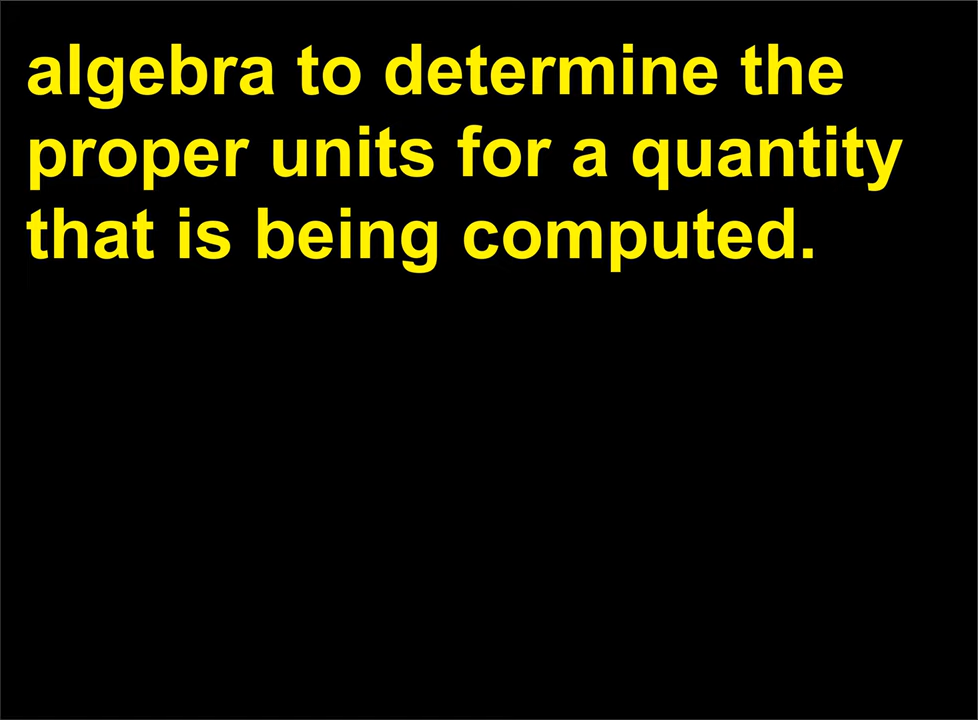 algebra to determine the
proper units for a quantity
that is being computed.